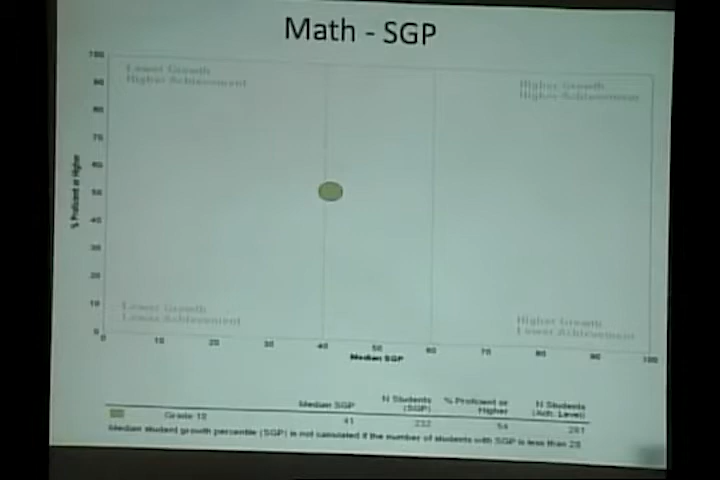 Math - SGP
Lower Growth
Higher Achievement
Higher Growth
Higher Achievement
100
90
80
70
60
50
40
30
20
10
0
% Proficient or Higher
Lower Growth
Lower Achievement
Higher Growth
Lower Achievement
0 10 20 30 40 50 60 70 80 90 100
Median SGP
Median SGP N Students (SGP) % Proficient or Higher N Students (Ach. Level)
Grade 10 41 232 54 281
Median student growth percentile (SGP) is not calculated if the number of students with SGP is less than 20